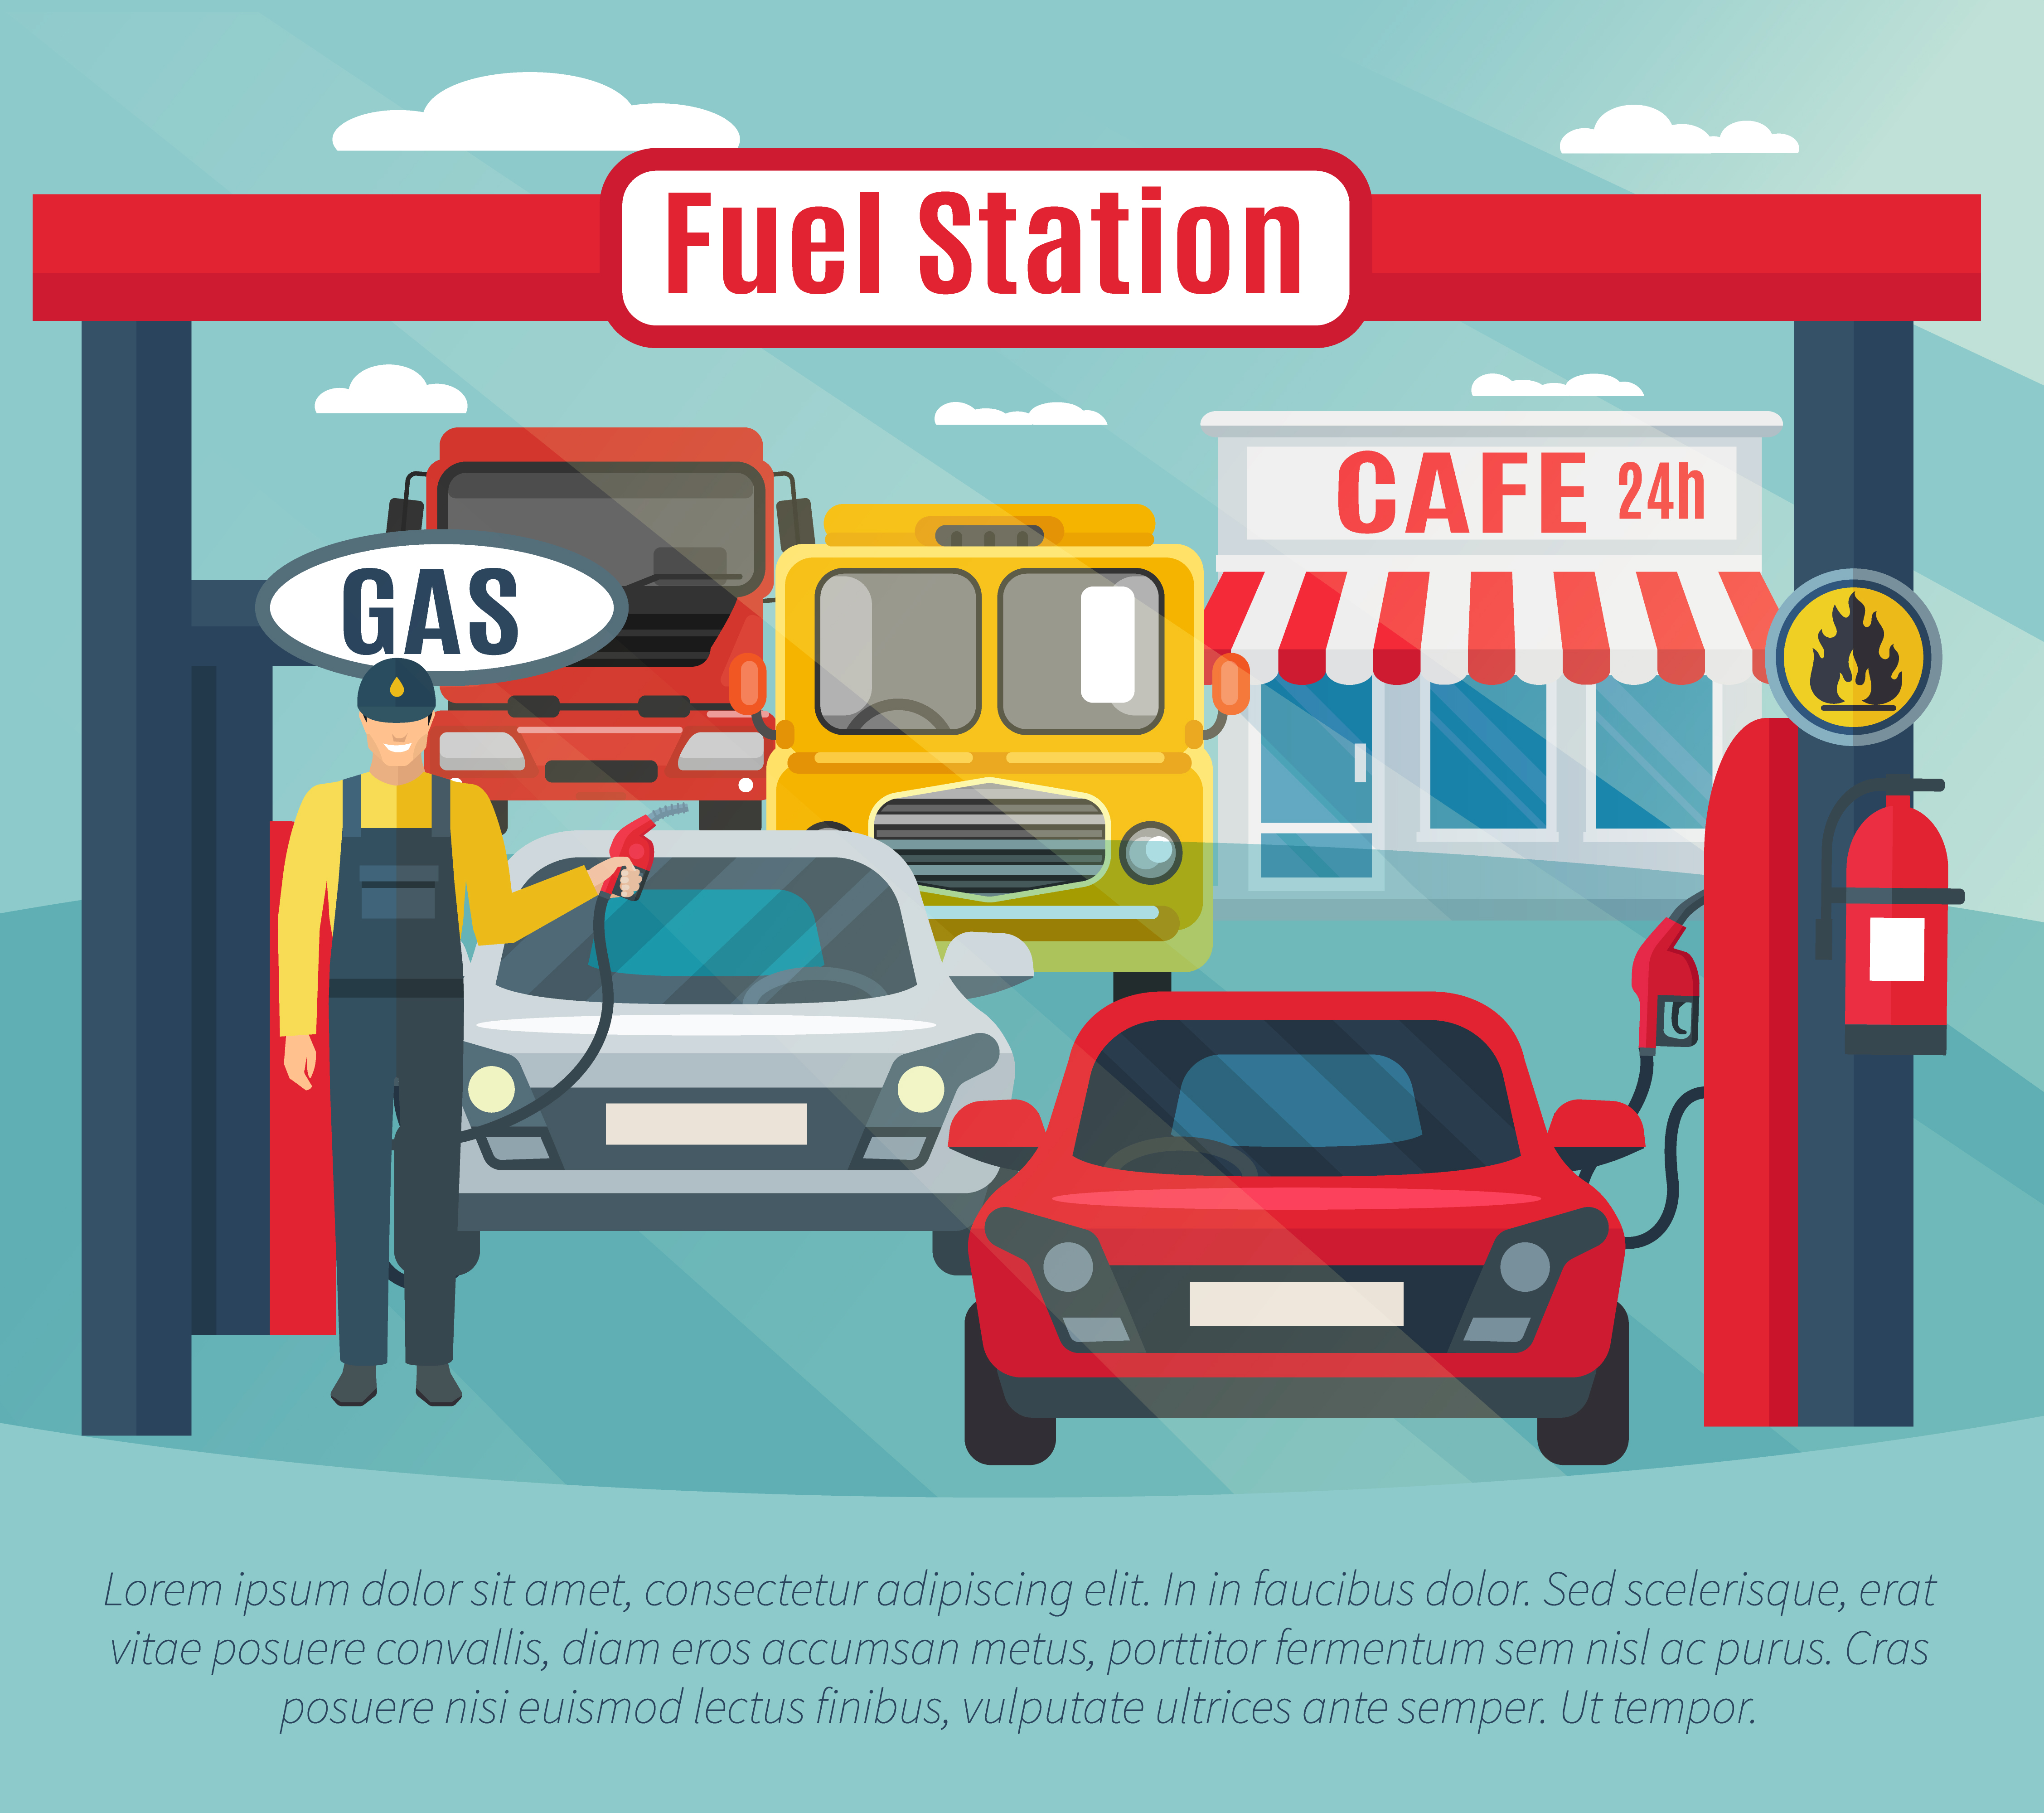 Fuel Station
CAFE 24h
GAS
Lorem ipsum dolor sit amet, consectetur adipiscing elit. In in faucibus dolor. Sed scelerisque, erat
vitae posuere convallis, diam eros accumsan metus, porttitor fermentum sem nisl ac purus. Cras
posuere nisi euismod lectus finibus, vulputate ultrices ante semper. Ut tempor.